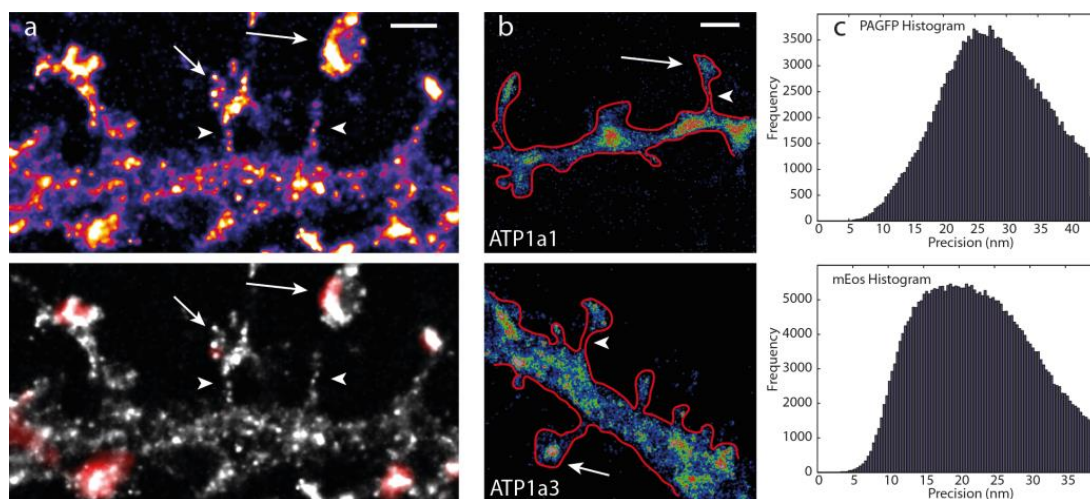 a
b
ATP1a1
ATP1a3
c
PAGFP Histogram
Frequency
3500
3000
2500
2000
1500
1000
500
0
0 5 10 15 20 25 30 35 40
Precision (nm)
mEos Histogram
Frequency
5000
4000
3000
2000
1000
0
0 5 10 15 20 25 30 35
Precision (nm)